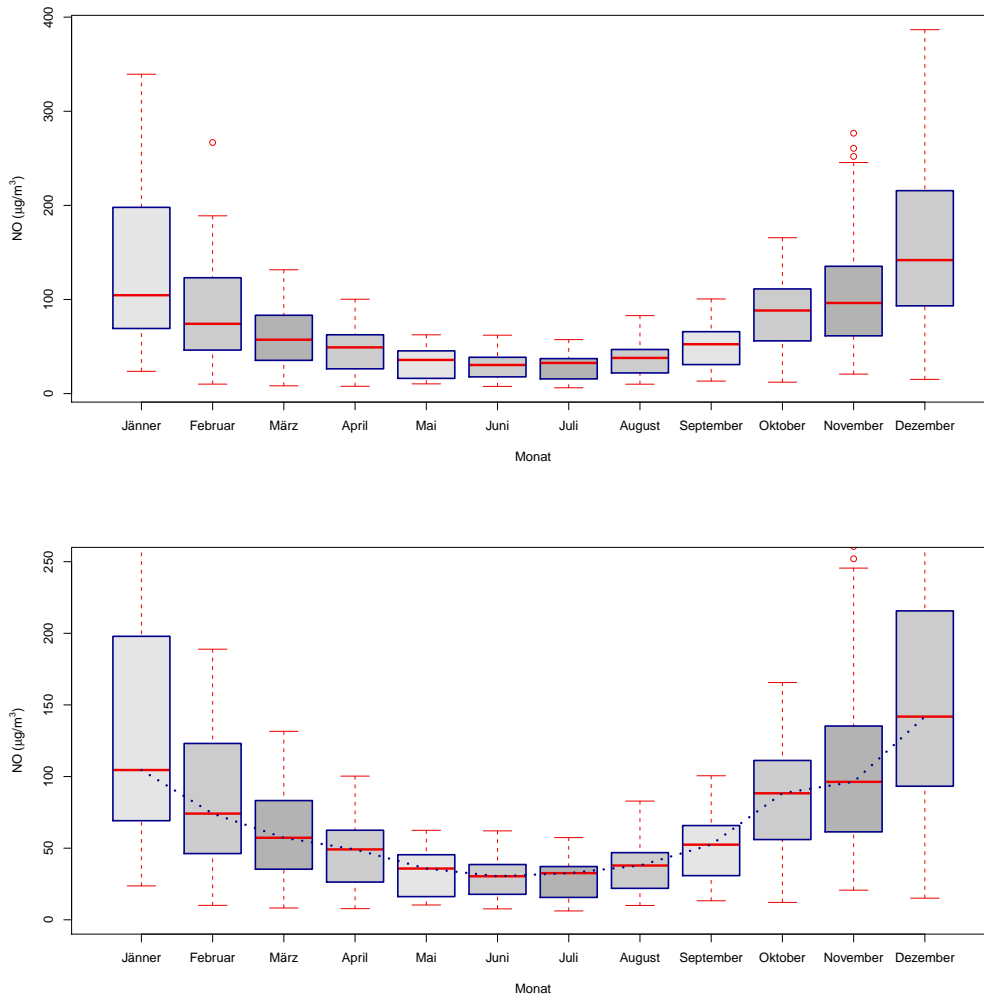 400
300
200
100
0
NO (µg/m³)
Jänner Februar März April Mai Juni Juli August September Oktober November Dezember
Monat
250
200
150
100
50
0
NO (µg/m³)
Jänner Februar März April Mai Juni Juli August September Oktober November Dezember
Monat